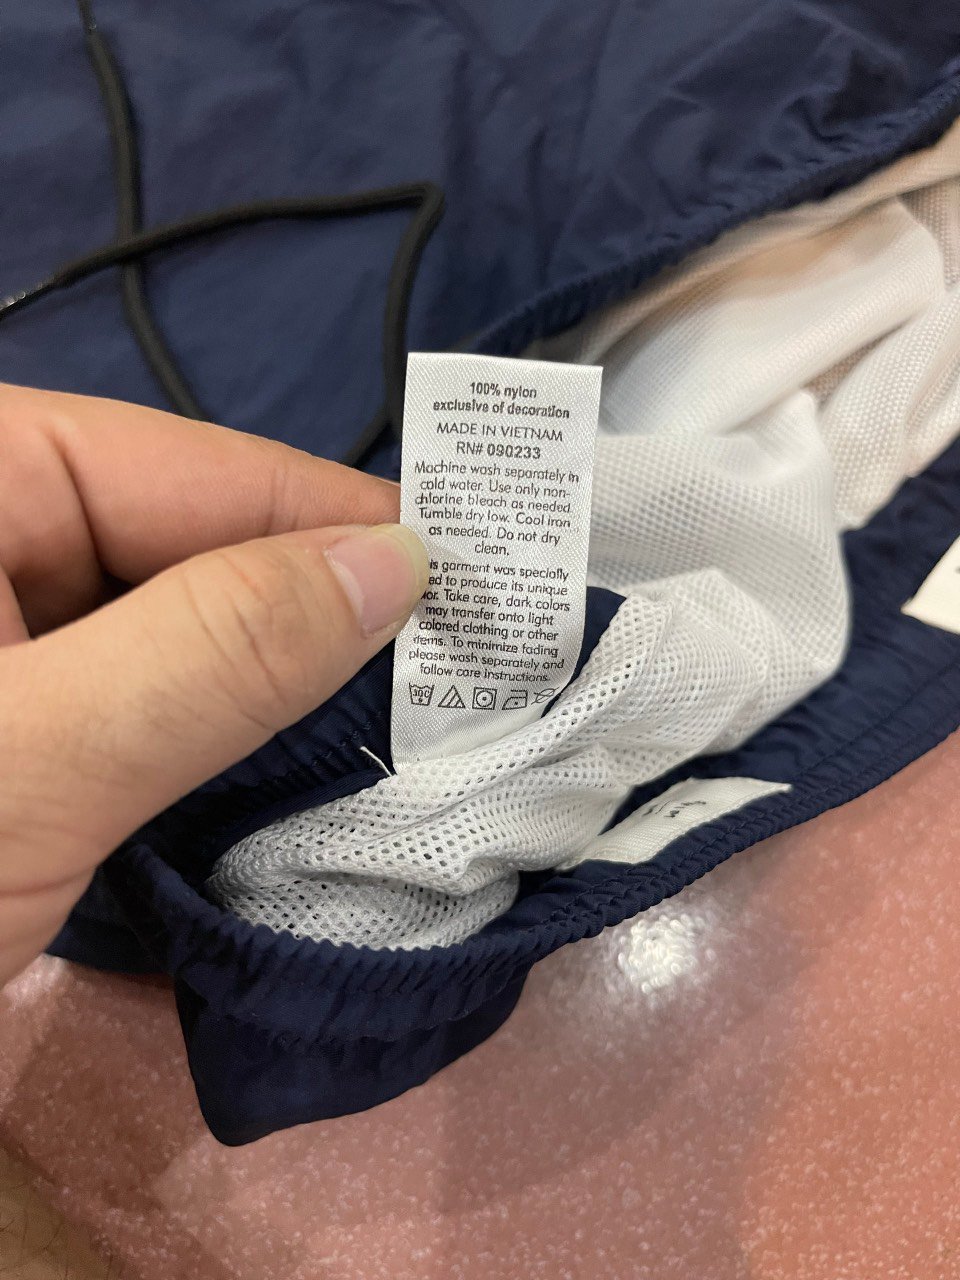 100% nylon
exclusive of decoration
MADE IN VIETNAM
RN# 090233
Machine wash separately in
cold water. Use only non-
chlorine bleach as needed.
Tumble dry low. Cool iron
as needed. Do not dry
clean.
garment was specially
to produce its unique
Take care, dark colors
may transfer onto light
colored clothing or other
items. To minimize fading
please wash separately and
follow care instructions.
30C